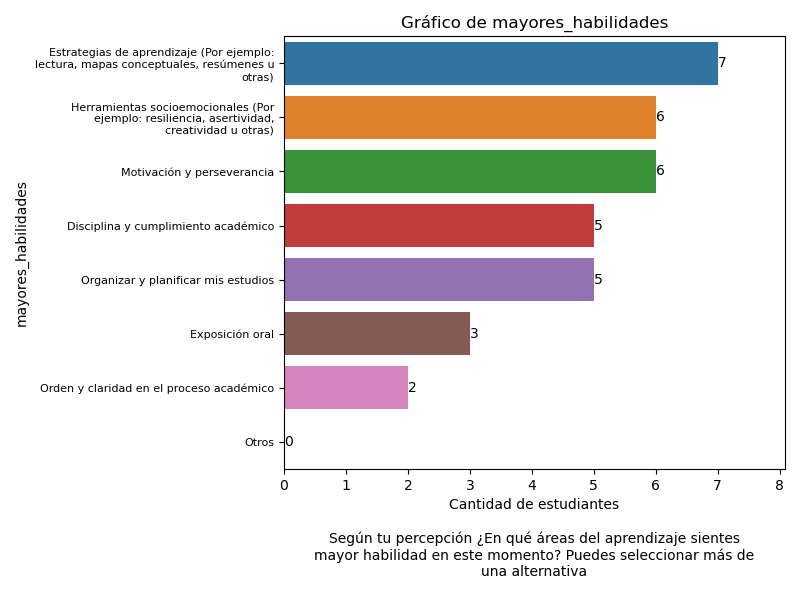 Gráfico de mayores_habilidades
mayores_habilidades
Estrategias de aprendizaje (Por ejemplo:
lectura, mapas conceptuales, resúmenes u
otras)
7
Herramientas socioemocionales (Por
ejemplo: resiliencia, asertividad,
creatividad u otras)
6
Motivación y perseverancia
6
Disciplina y cumplimiento académico
5
Organizar y planificar mis estudios
5
Exposición oral
3
Orden y claridad en el proceso académico
2
Otros
0
0 1 2 3 4 5 6 7 8
Cantidad de estudiantes
Según tu percepción ¿En qué áreas del aprendizaje sientes
mayor habilidad en este momento? Puedes seleccionar más de
una alternativa